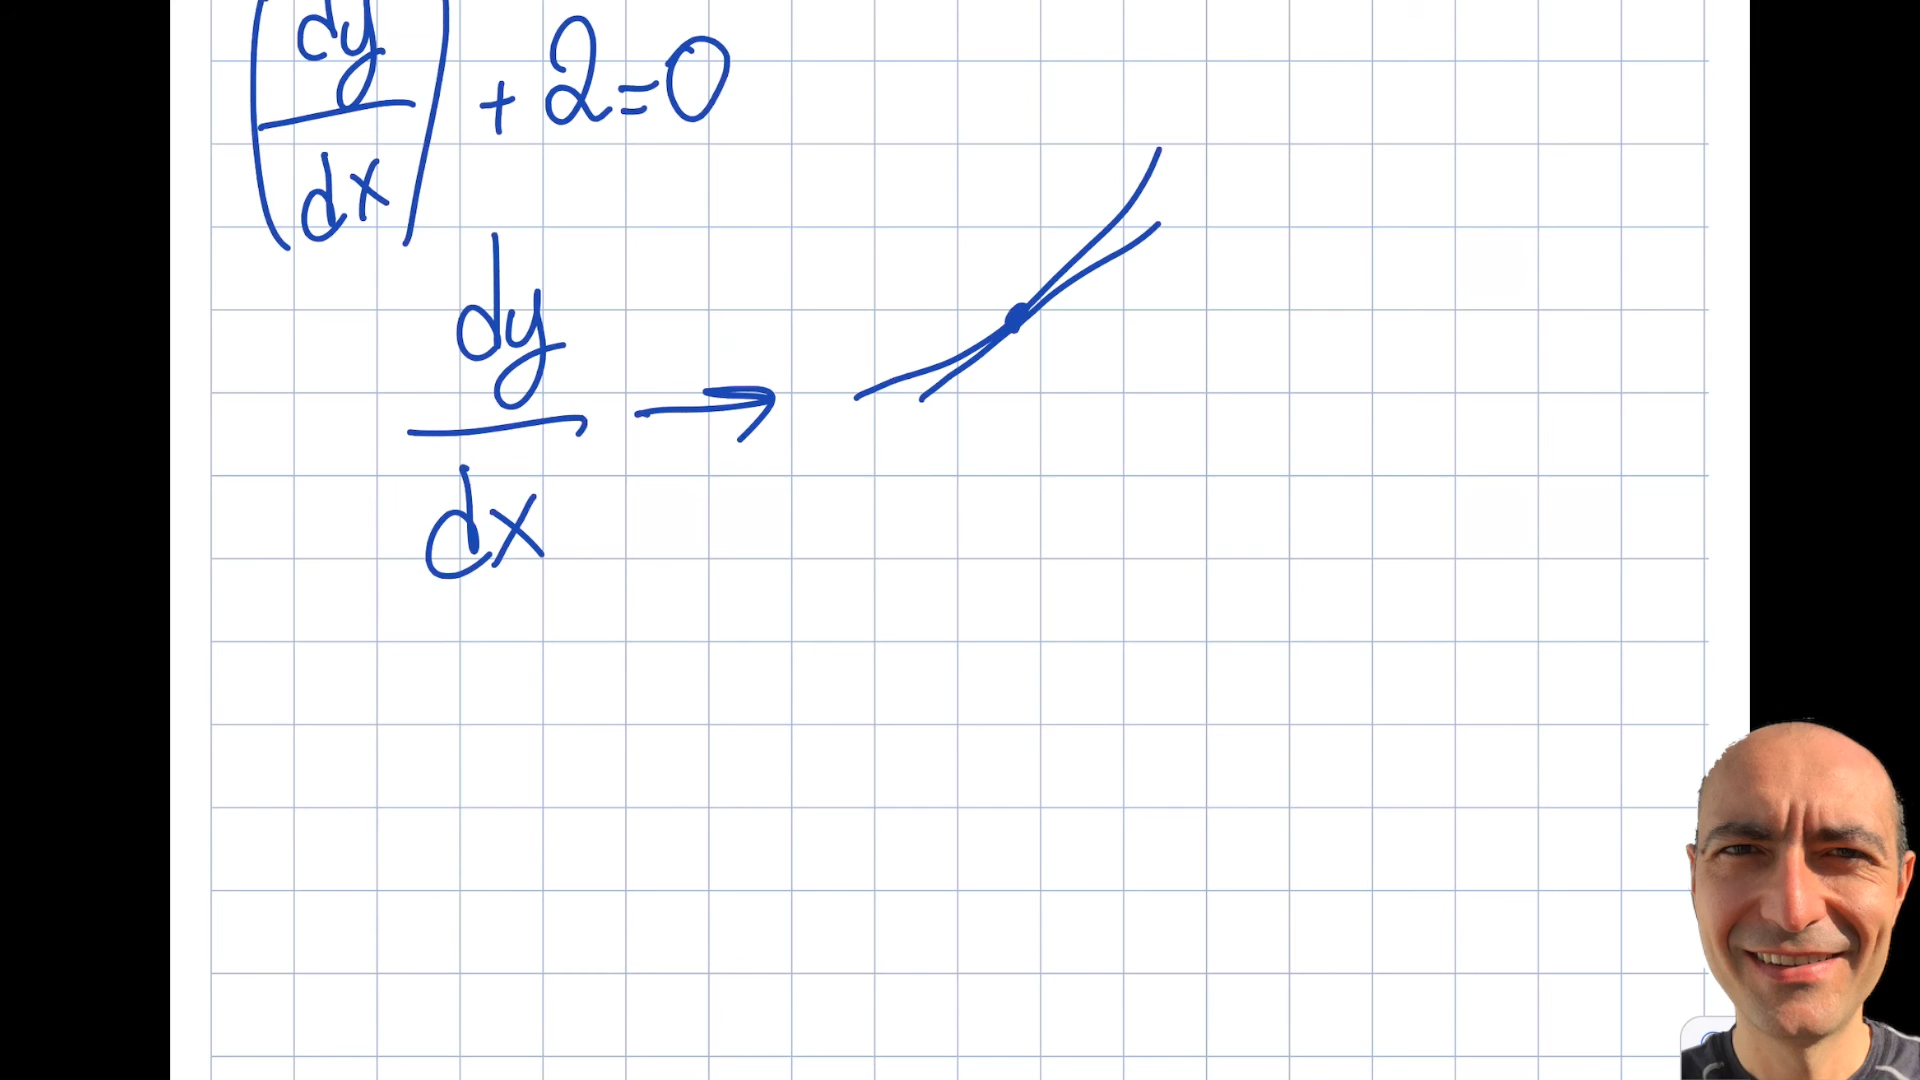 (dy/dx) + 2 = 0
dy/dx →